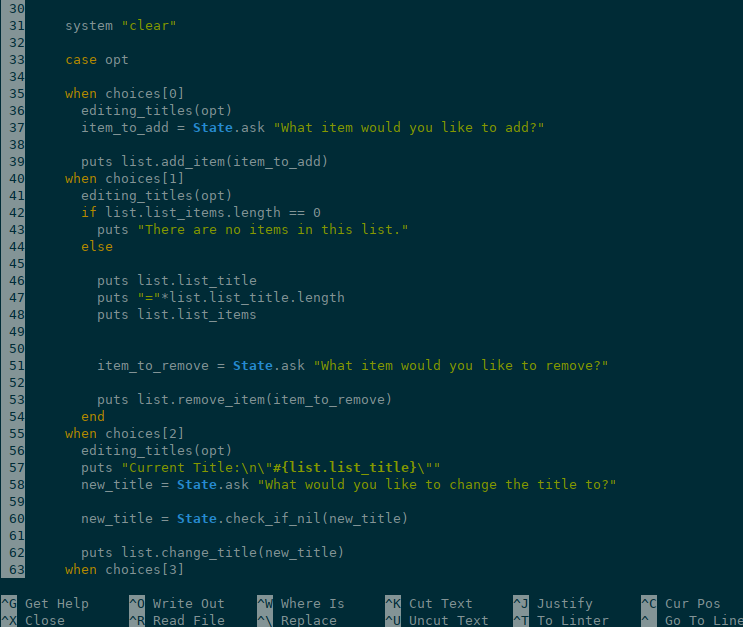 30
31     system "clear"
32
33     case opt
34
35     when choices[0]
36       editing_titles(opt)
37       item_to_add = State.ask "What item would you like to add?"
38
39       puts list.add_item(item_to_add)
40     when choices[1]
41       editing_titles(opt)
42       if list.list_items.length == 0
43         puts "There are no items in this list."
44       else
45
46         puts list.list_title
47         puts "="*list.list_title.length
48         puts list.list_items
49
50
51         item_to_remove = State.ask "What item would you like to remove?"
52
53         puts list.remove_item(item_to_remove)
54       end
55     when choices[2]
56       editing_titles(opt)
57       puts "Current Title:\n\"#{list.list_title}\""
58       new_title = State.ask "What would you like to change the title to?"
59
60       new_title = State.check_if_nil(new_title)
61
62       puts list.change_title(new_title)
63     when choices[3]
^G Get Help ^O Write Out ^W Where Is ^K Cut Text ^J Justify ^C Cur Pos
^X Close ^R Read File ^\ Replace ^U Uncut Text ^T To Linter ^ Go To Line